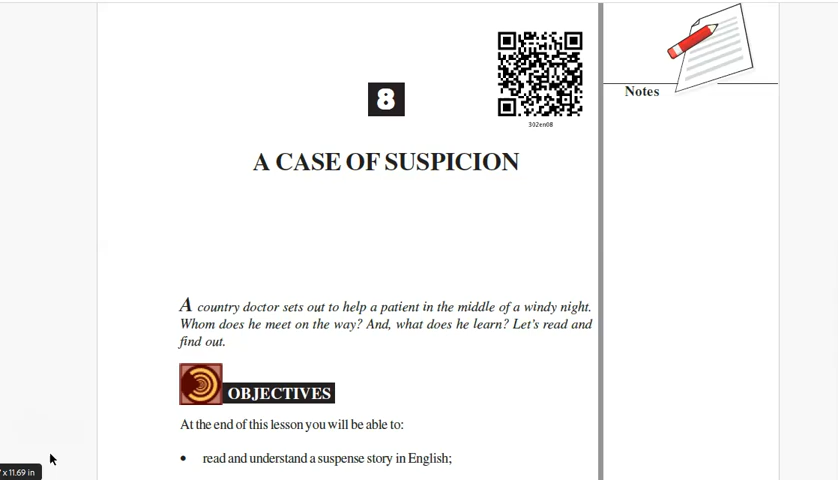 8
302en08
Notes
A CASE OF SUSPICION
A country doctor sets out to help a patient in the middle of a windy night.
Whom does he meet on the way? And, what does he learn? Let's read and
find out.
OBJECTIVES
At the end of this lesson you will be able to:
• read and understand a suspense story in English;
x 11.69 in